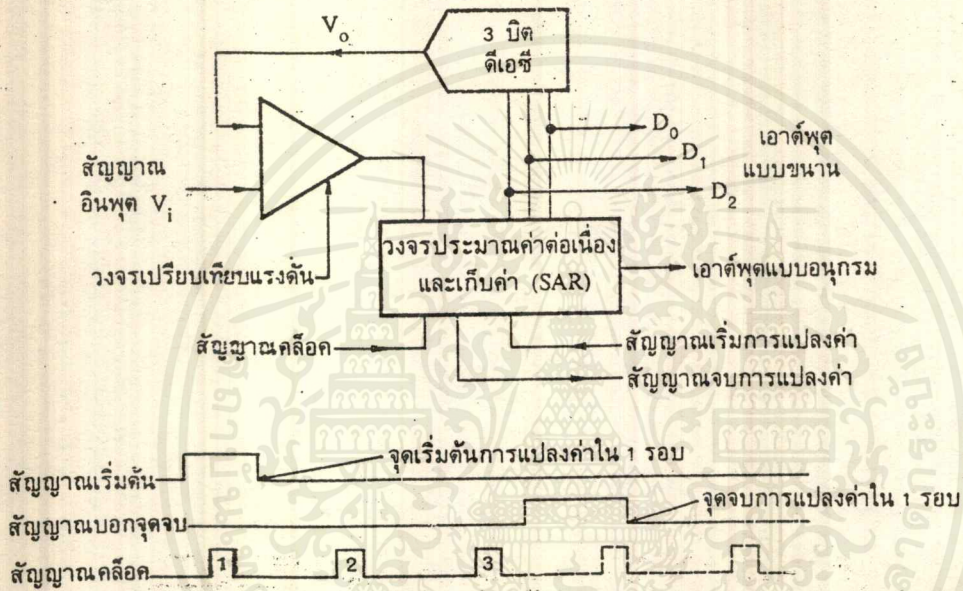 V_o
3 บิต
ดีเอซี
D_0
D_1
D_2
เอาต์พุต
แบบขนาน
สัญญาณ
อินพุต V_i
วงจรเปรียบเทียบแรงดัน
วงจรประมาณค่าต่อเนื่อง
และเก็บค่า (SAR)
เอาต์พุตแบบอนุกรม
สัญญาณคล็อค
สัญญาณเริ่มการแปลงค่า
สัญญาณจบการแปลงค่า
จุดเริ่มต้นการแปลงค่าใน 1 รอบ
สัญญาณเริ่มต้น
จุดจบการแปลงค่าใน 1 รอบ
สัญญาณบอกจุดจบ
สัญญาณคล็อค 1 2 3